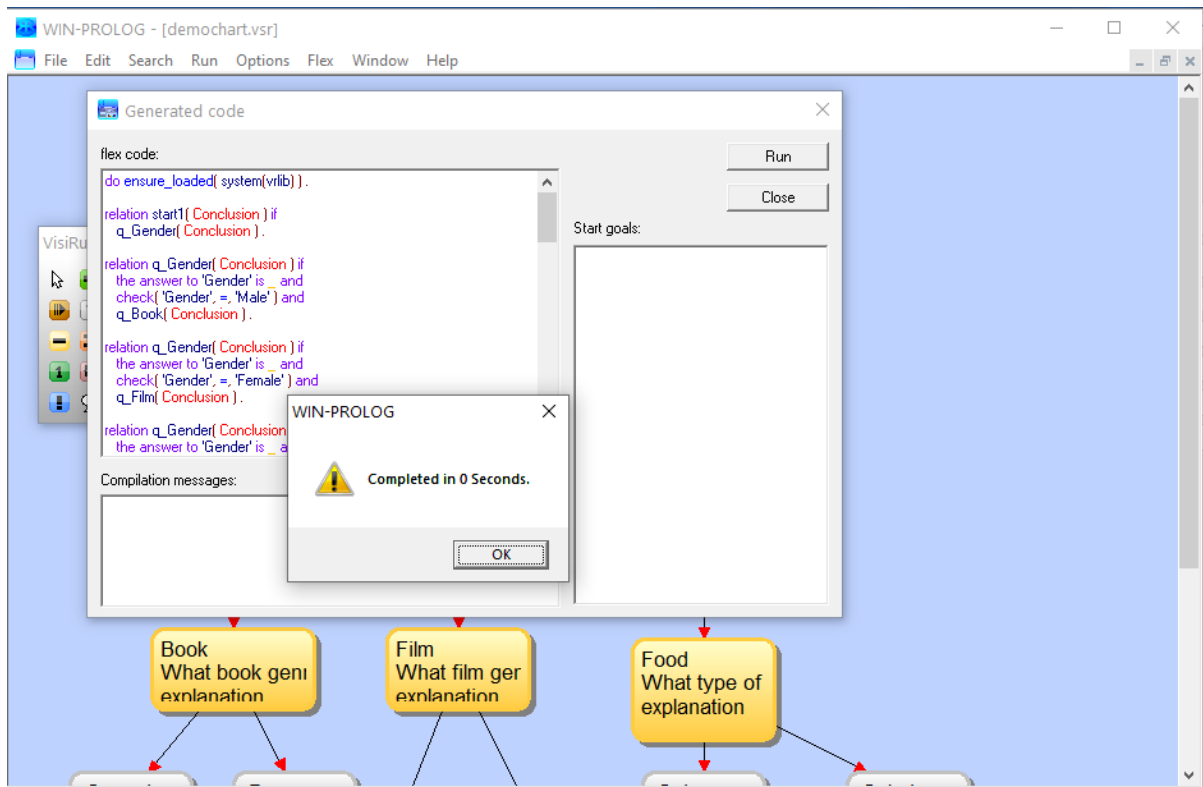 WIN-PROLOG - [demochart.vsr]
File Edit Search Run Options Flex Window Help
Generated code
flex code:
Run
do ensure_loaded( system(vrlib) ) .
Close
relation start1( Conclusion ) if
q_Gender( Conclusion ) .
Start goals:
VisiRu
relation q_Gender( Conclusion ) if
the answer to 'Gender' is _ and
check( 'Gender', =, 'Male' ) and
q_Book( Conclusion ) .
relation q_Gender( Conclusion ) if
the answer to 'Gender' is _ and
check( 'Gender', =, 'Female' ) and
q_Film( Conclusion ) .
relation q_Gender( Conclusion
the answer to 'Gender' is _ a
WIN-PROLOG
Completed in 0 Seconds.
OK
Compilation messages:
Book
What book geni
explanation
Film
What film ger
explanation
Food
What type of
explanation